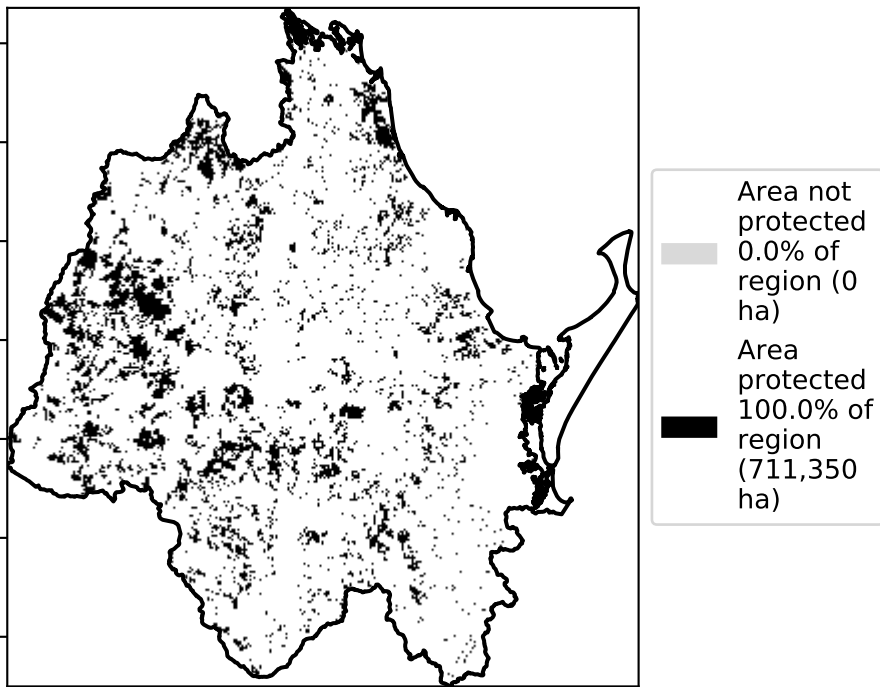 Area not
protected
0.0% of
region (0
ha)
Area
protected
100.0% of
region
(711,350
ha)